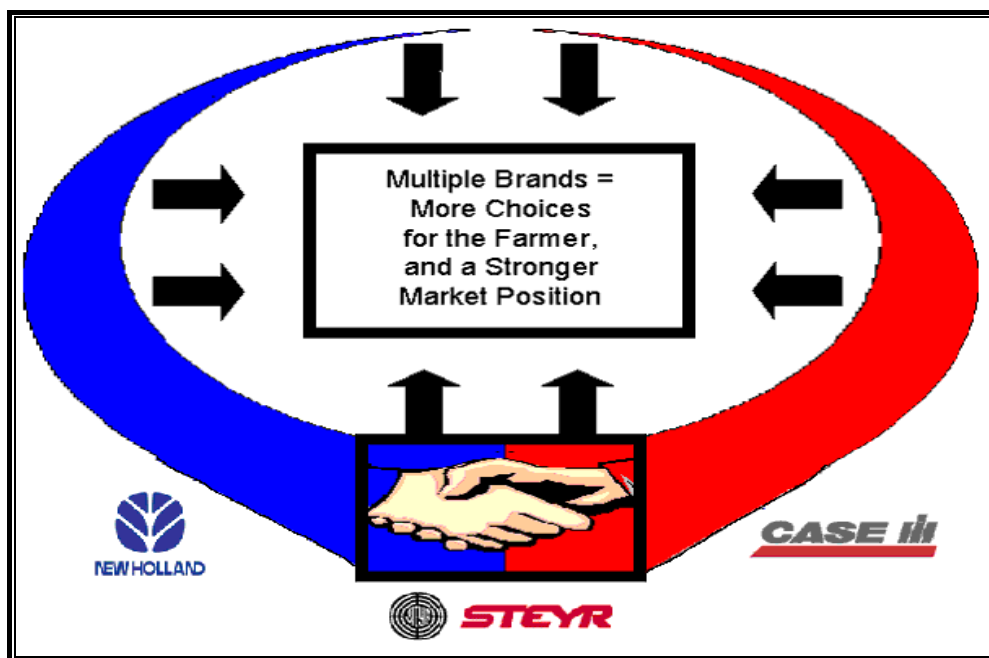 Multiple Brands =
More Choices
for the Farmer,
and a Stronger
Market Position
NEW HOLLAND
CASE IH
STEYR